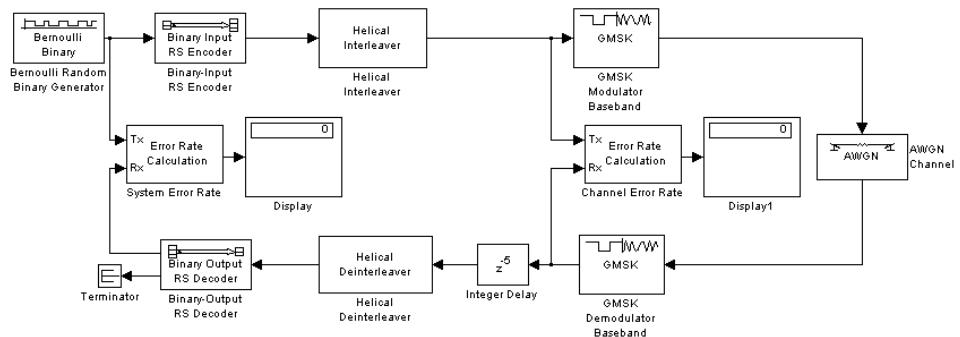 Bernoulli
Binary
Bernoulli Random
Binary Generator
Binary Input
RS Encoder
Binary-Input
RS Encoder
Helical
Interleaver
Helical
Interleaver
GMSK
GMSK
Modulator
Baseband
Tx
Rx
Error Rate
Calculation
System Error Rate
0
Display
Tx
Rx
Error Rate
Calculation
Channel Error Rate
0
Display1
AWGN
AWGN
Channel
Terminator
Binary Output
RS Decoder
Binary-Output
RS Decoder
Helical
Deinterleaver
Helical
Deinterleaver
z-5
Integer Delay
GMSK
GMSK
Demodulator
Baseband